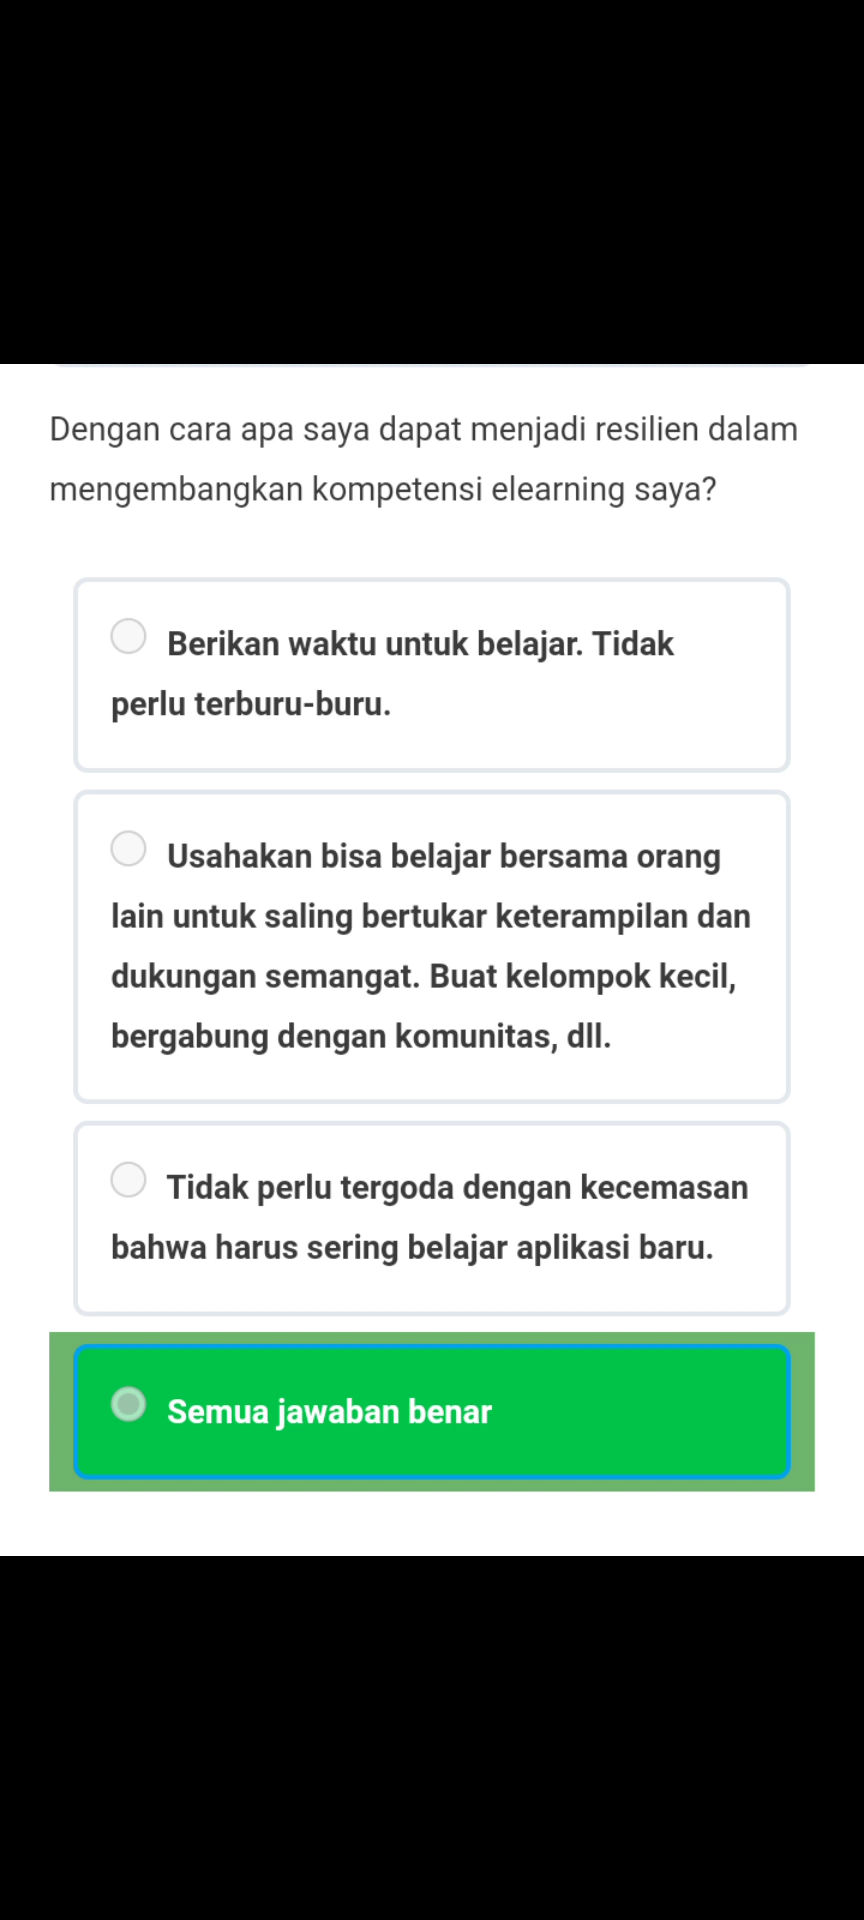 Dengan cara apa saya dapat menjadi resilien dalam
mengembangkan kompetensi elearning saya?
Berikan waktu untuk belajar. Tidak
perlu terburu-buru.
Usahakan bisa belajar bersama orang
lain untuk saling bertukar keterampilan dan
dukungan semangat. Buat kelompok kecil,
bergabung dengan komunitas, dll.
Tidak perlu tergoda dengan kecemasan
bahwa harus sering belajar aplikasi baru.
Semua jawaban benar